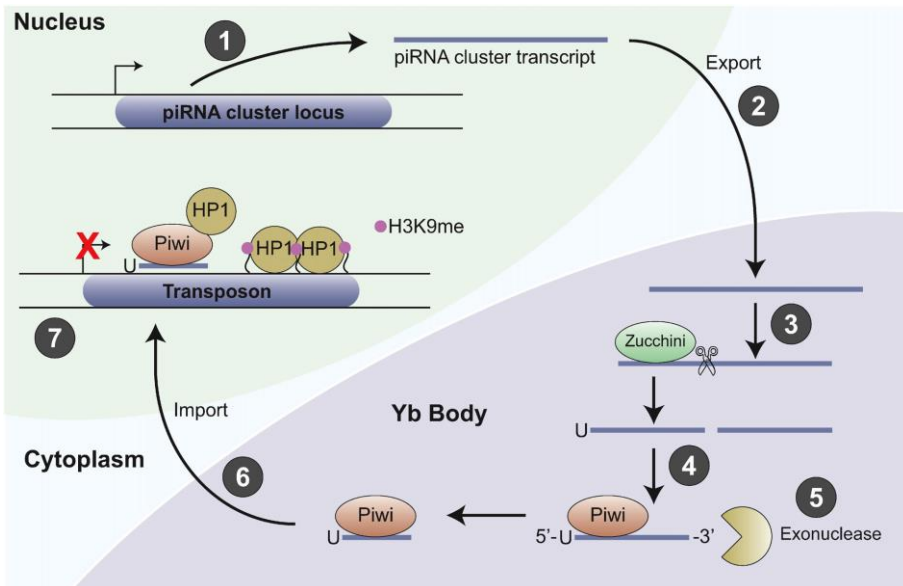 Nucleus
1
piRNA cluster transcript
Export
2
piRNA cluster locus
HP1
Piwi
HP1
HP1
H3K9me
X
U
Transposon
7
3
Zucchini
Import
Yb Body
U
Cytoplasm
6
4
5
Piwi
Piwi
Exonuclease
U
5'-U
-3'